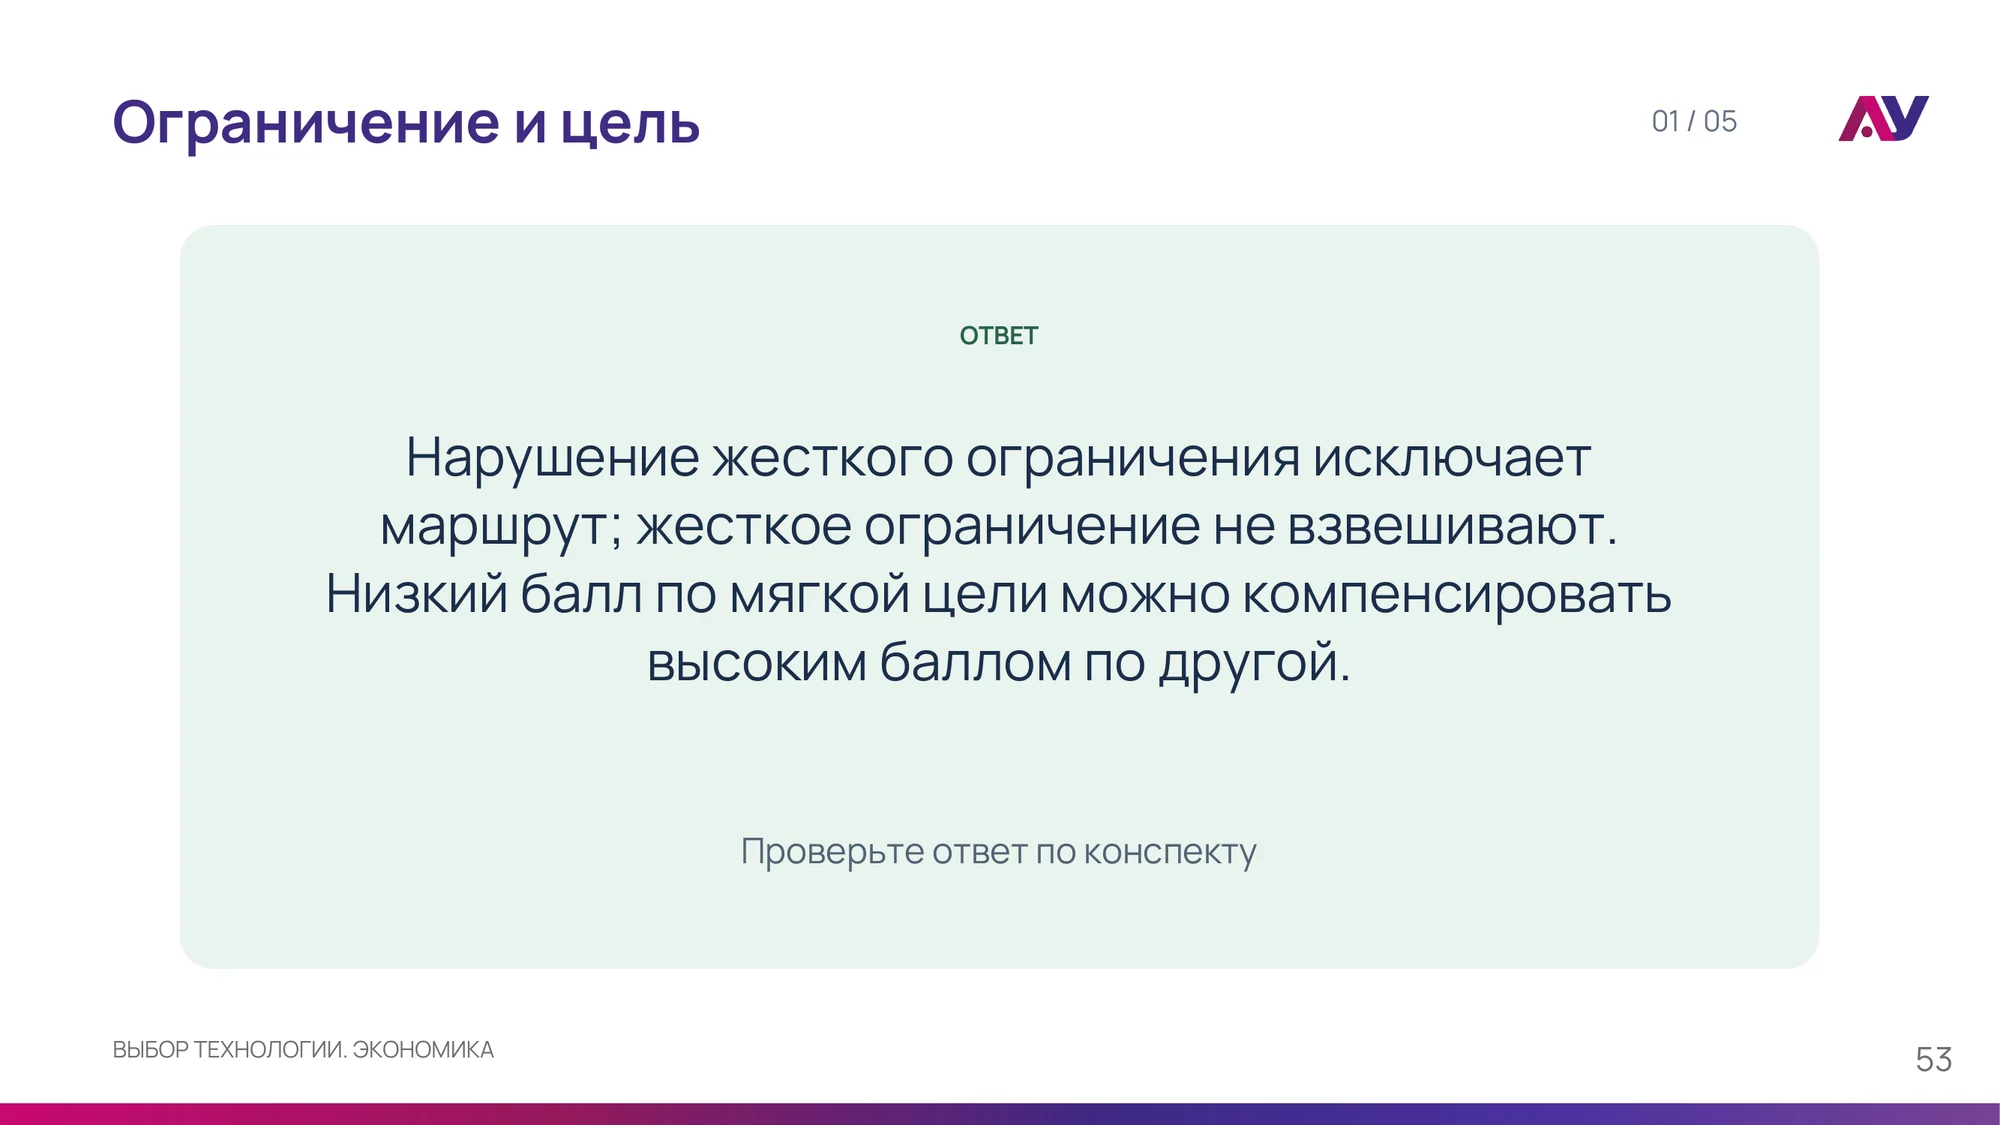 Ограничение и цель
01 / 05
АУ
ОТВЕТ
Нарушение жесткого ограничения исключает
маршрут; жесткое ограничение не взвешивают.
Низкий балл по мягкой цели можно компенсировать
высоким баллом по другой.
Проверьте ответ по конспекту
ВЫБОР ТЕХНОЛОГИИ. ЭКОНОМИКА
53